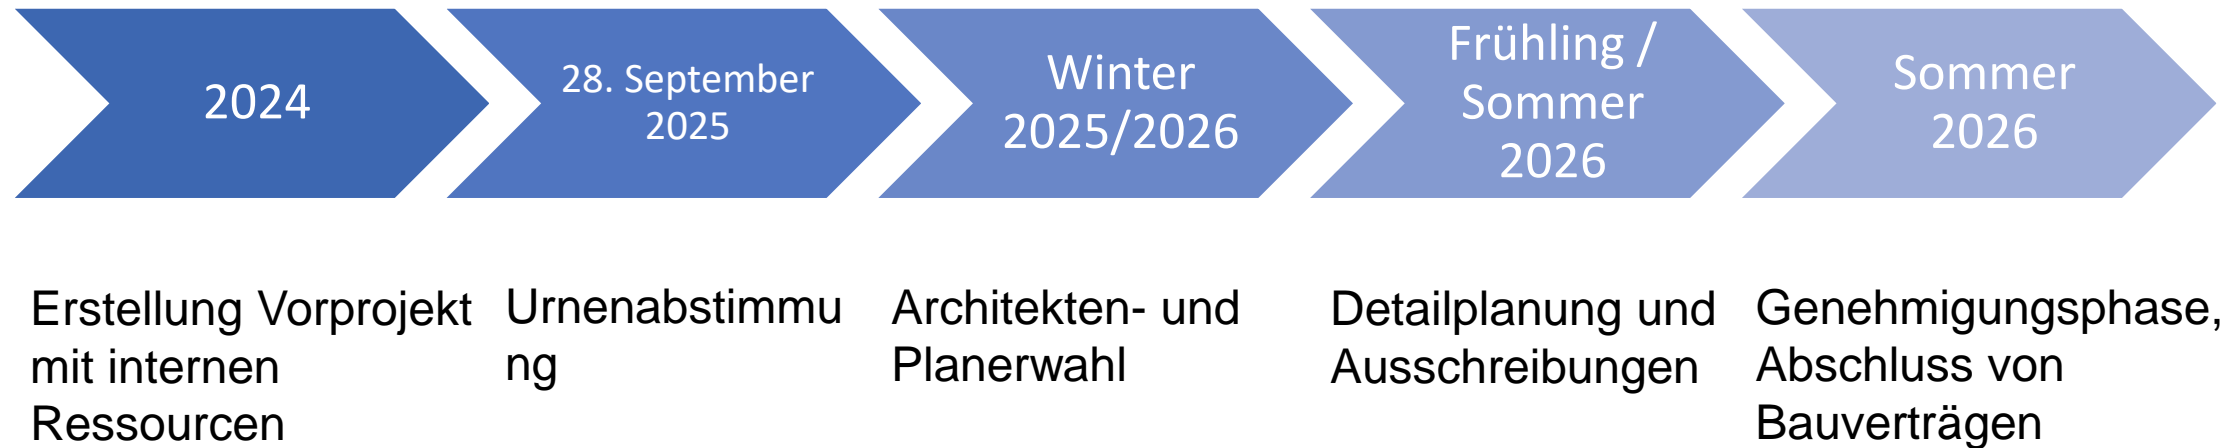 2024
28. September
2025
Winter
2025/2026
Frühling /
Sommer
2026
Sommer
2026
Erstellung Vorprojekt
mit internen
Ressourcen
Urnenabstimmu
ng
Architekten- und
Planerwahl
Detailplanung und
Ausschreibungen
Genehmigungsphase,
Abschluss von
Bauverträgen